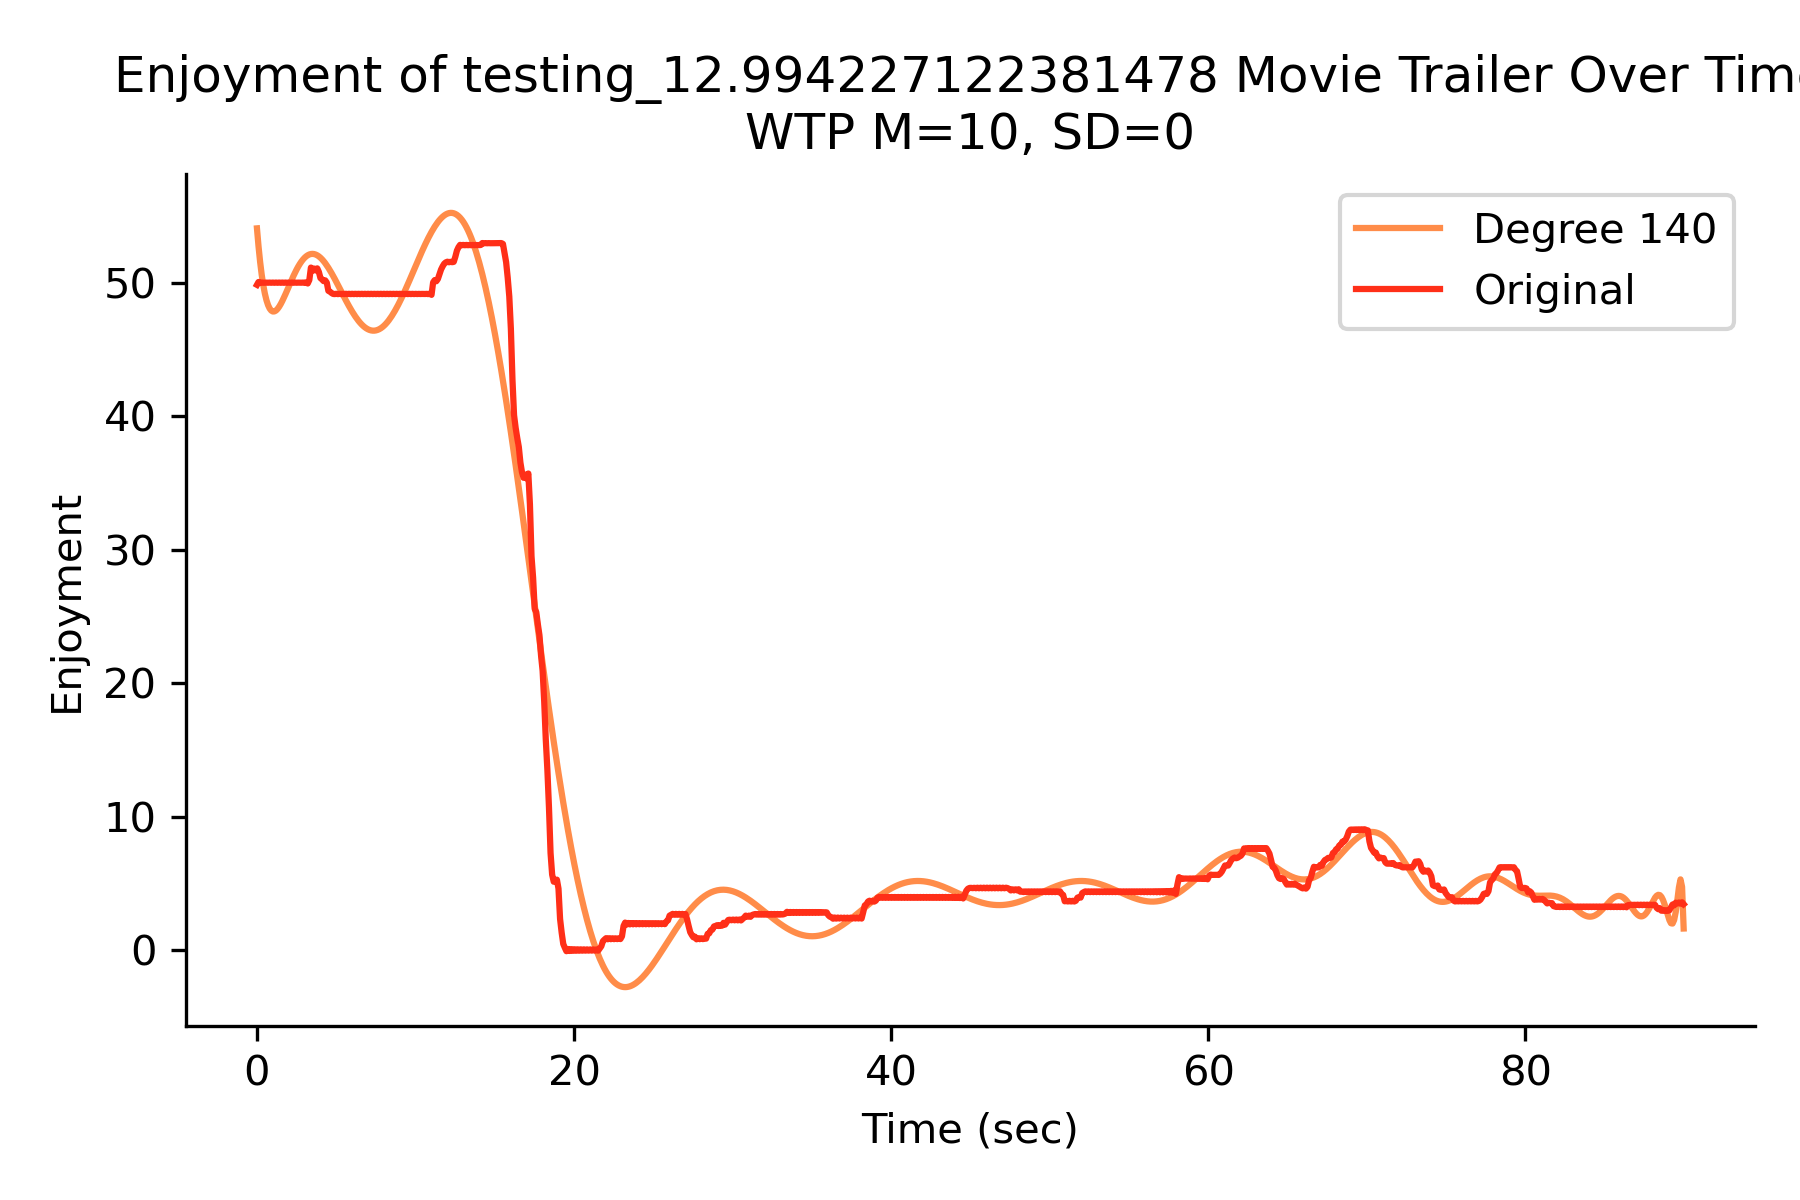 Enjoyment of testing_12.994227122381478 Movie Trailer Over Time
WTP M=10, SD=0
Degree 140
Original
Enjoyment
50
40
30
20
10
0
0 20 40 60 80
Time (sec)